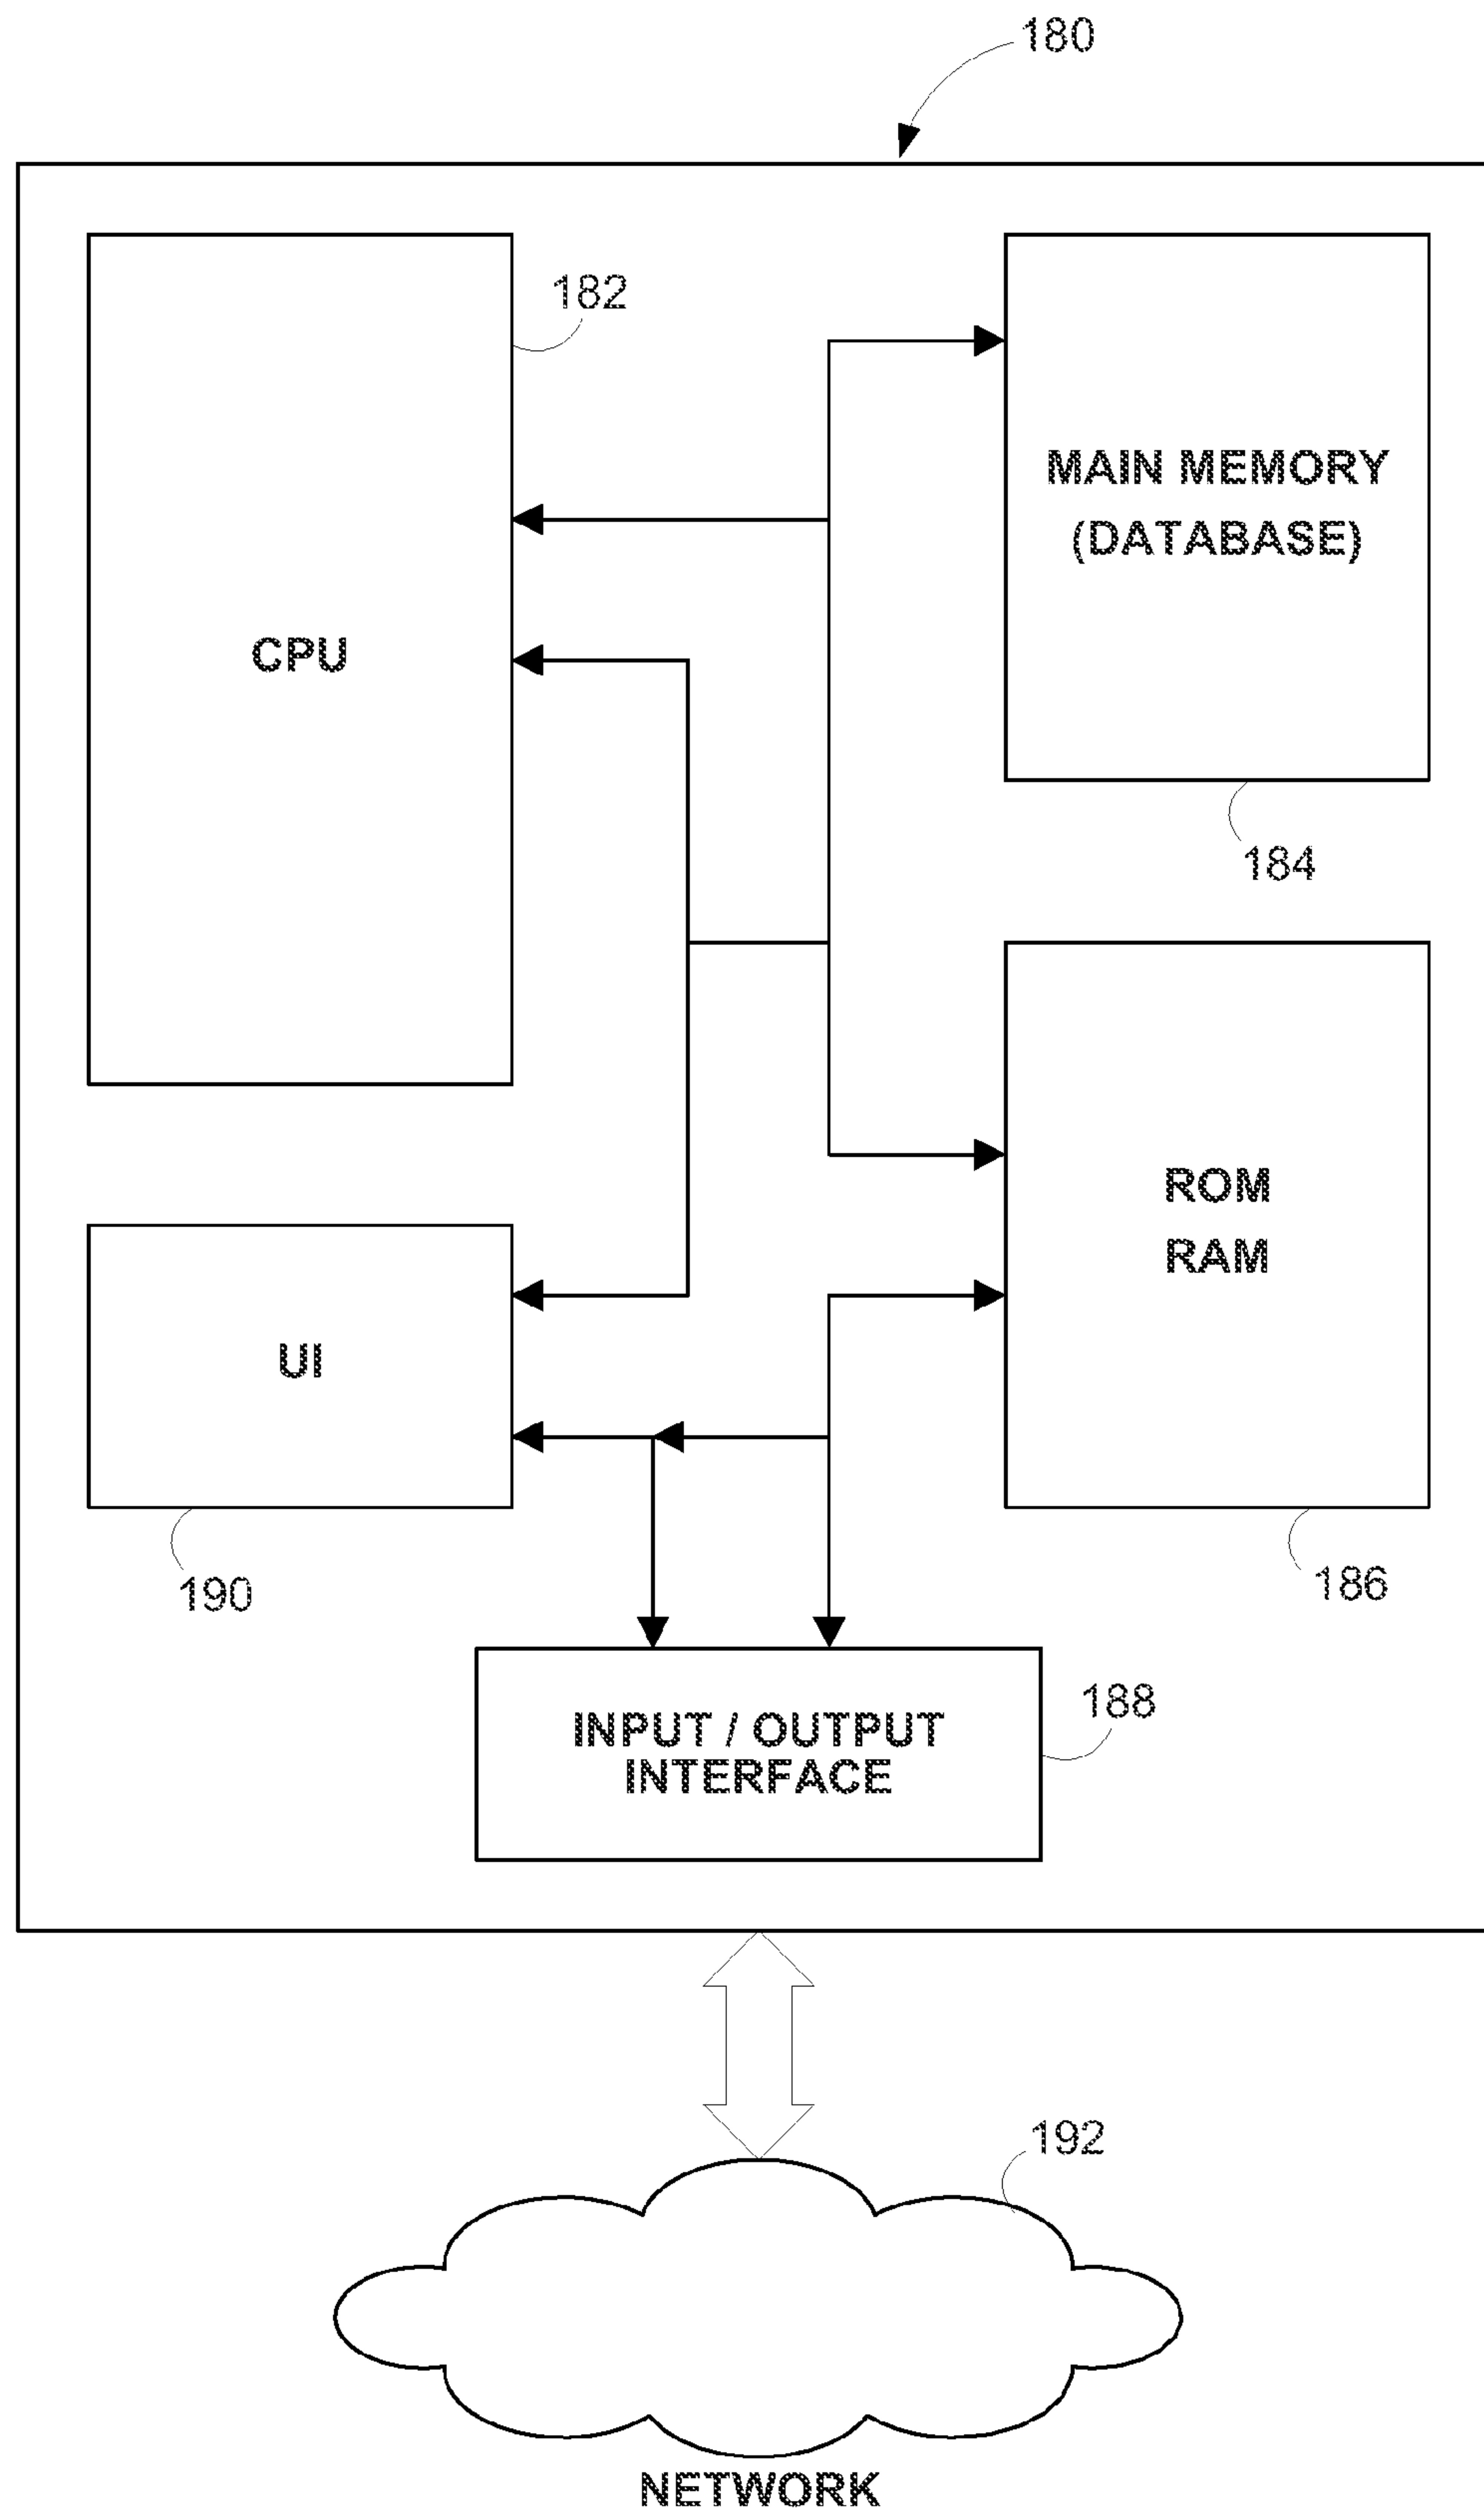 180
182
MAIN MEMORY
(DATABASE)
CPU
184
ROM
RAM
UI
190
186
188
INPUT / OUTPUT
INTERFACE
192
NETWORK